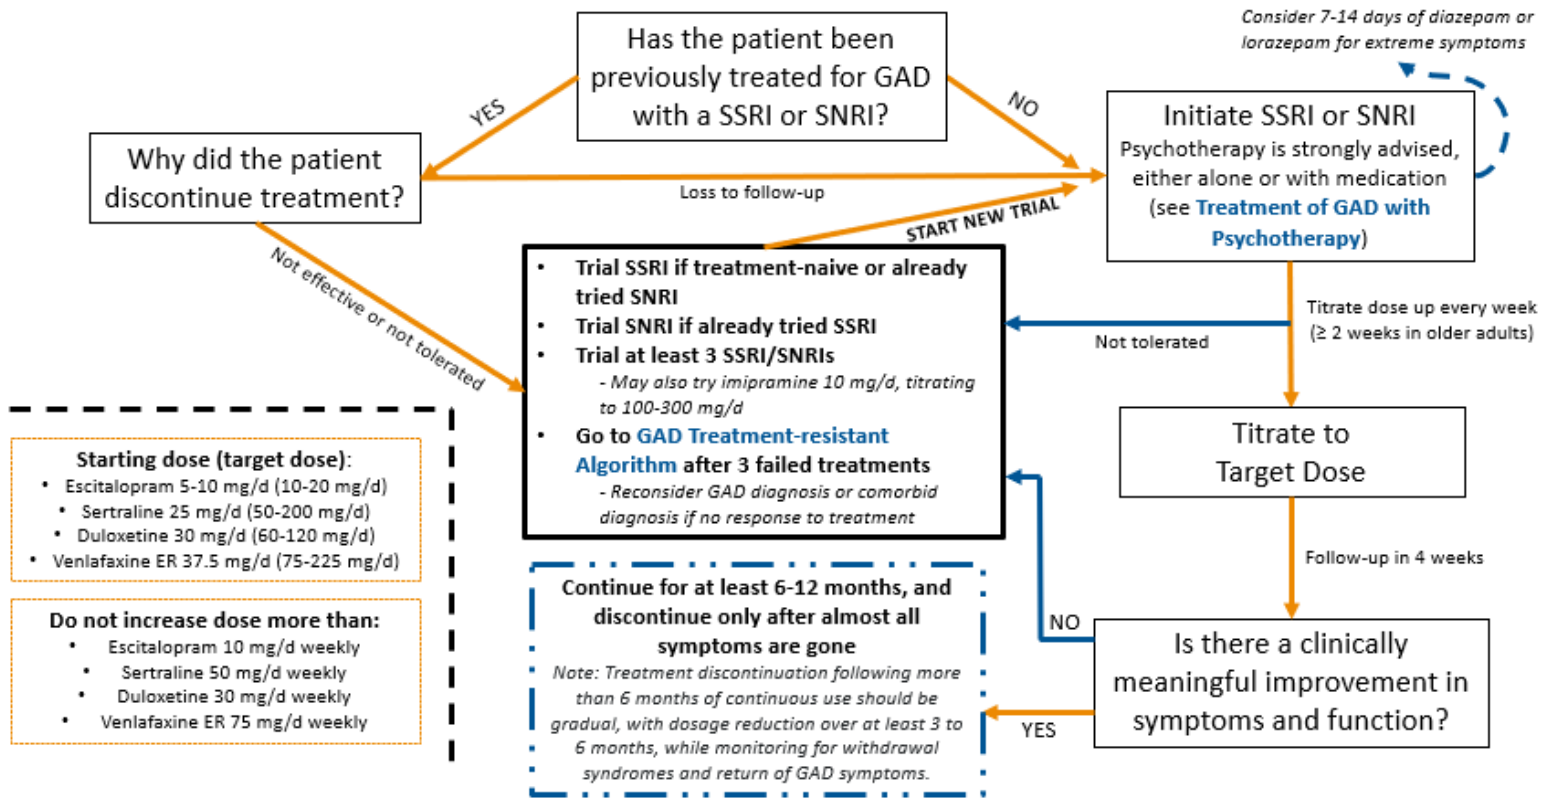 Consider 7-14 days of diazepam or
lorazepam for extreme symptoms
Has the patient been
previously treated for GAD
with a SSRI or SNRI?
YES
NO
Why did the patient
discontinue treatment?
Loss to follow-up
Initiate SSRI or SNRI
Psychotherapy is strongly advised,
either alone or with medication
(see Treatment of GAD with
Psychotherapy)
START NEW TRIAL
Not effective or not tolerated
• Trial SSRI if treatment-naive or already
tried SNRI
• Trial SNRI if already tried SSRI
• Trial at least 3 SSRI/SNRIs
- May also try imipramine 10 mg/d, titrating
to 100-300 mg/d
• Go to GAD Treatment-resistant
Algorithm after 3 failed treatments
- Reconsider GAD diagnosis or comorbid
diagnosis if no response to treatment
Titrate dose up every week
(≥ 2 weeks in older adults)
Not tolerated
Titrate to
Target Dose
Follow-up in 4 weeks
Is there a clinically
meaningful improvement in
symptoms and function?
NO
YES
Continue for at least 6-12 months, and
discontinue only after almost all
symptoms are gone
Note: Treatment discontinuation following more
than 6 months of continuous use should be
gradual, with dosage reduction over at least 3 to
6 months, while monitoring for withdrawal
syndromes and return of GAD symptoms.
Starting dose (target dose):
• Escitalopram 5-10 mg/d (10-20 mg/d)
• Sertraline 25 mg/d (50-200 mg/d)
• Duloxetine 30 mg/d (60-120 mg/d)
• Venlafaxine ER 37.5 mg/d (75-225 mg/d)
Do not increase dose more than:
• Escitalopram 10 mg/d weekly
• Sertraline 50 mg/d weekly
• Duloxetine 30 mg/d weekly
• Venlafaxine ER 75 mg/d weekly